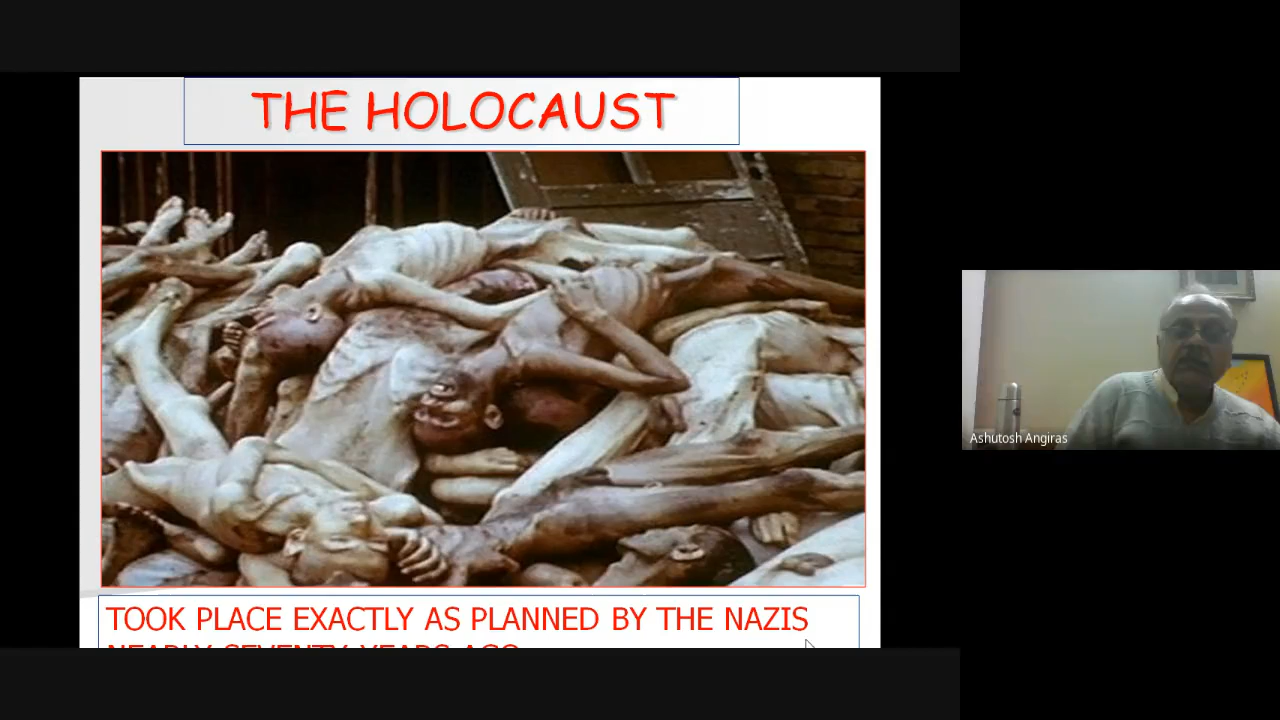 THE HOLOCAUST
TOOK PLACE EXACTLY AS PLANNED BY THE NAZIS
NEARLY SEVENTY YEARS AGO
Ashutosh Angiras